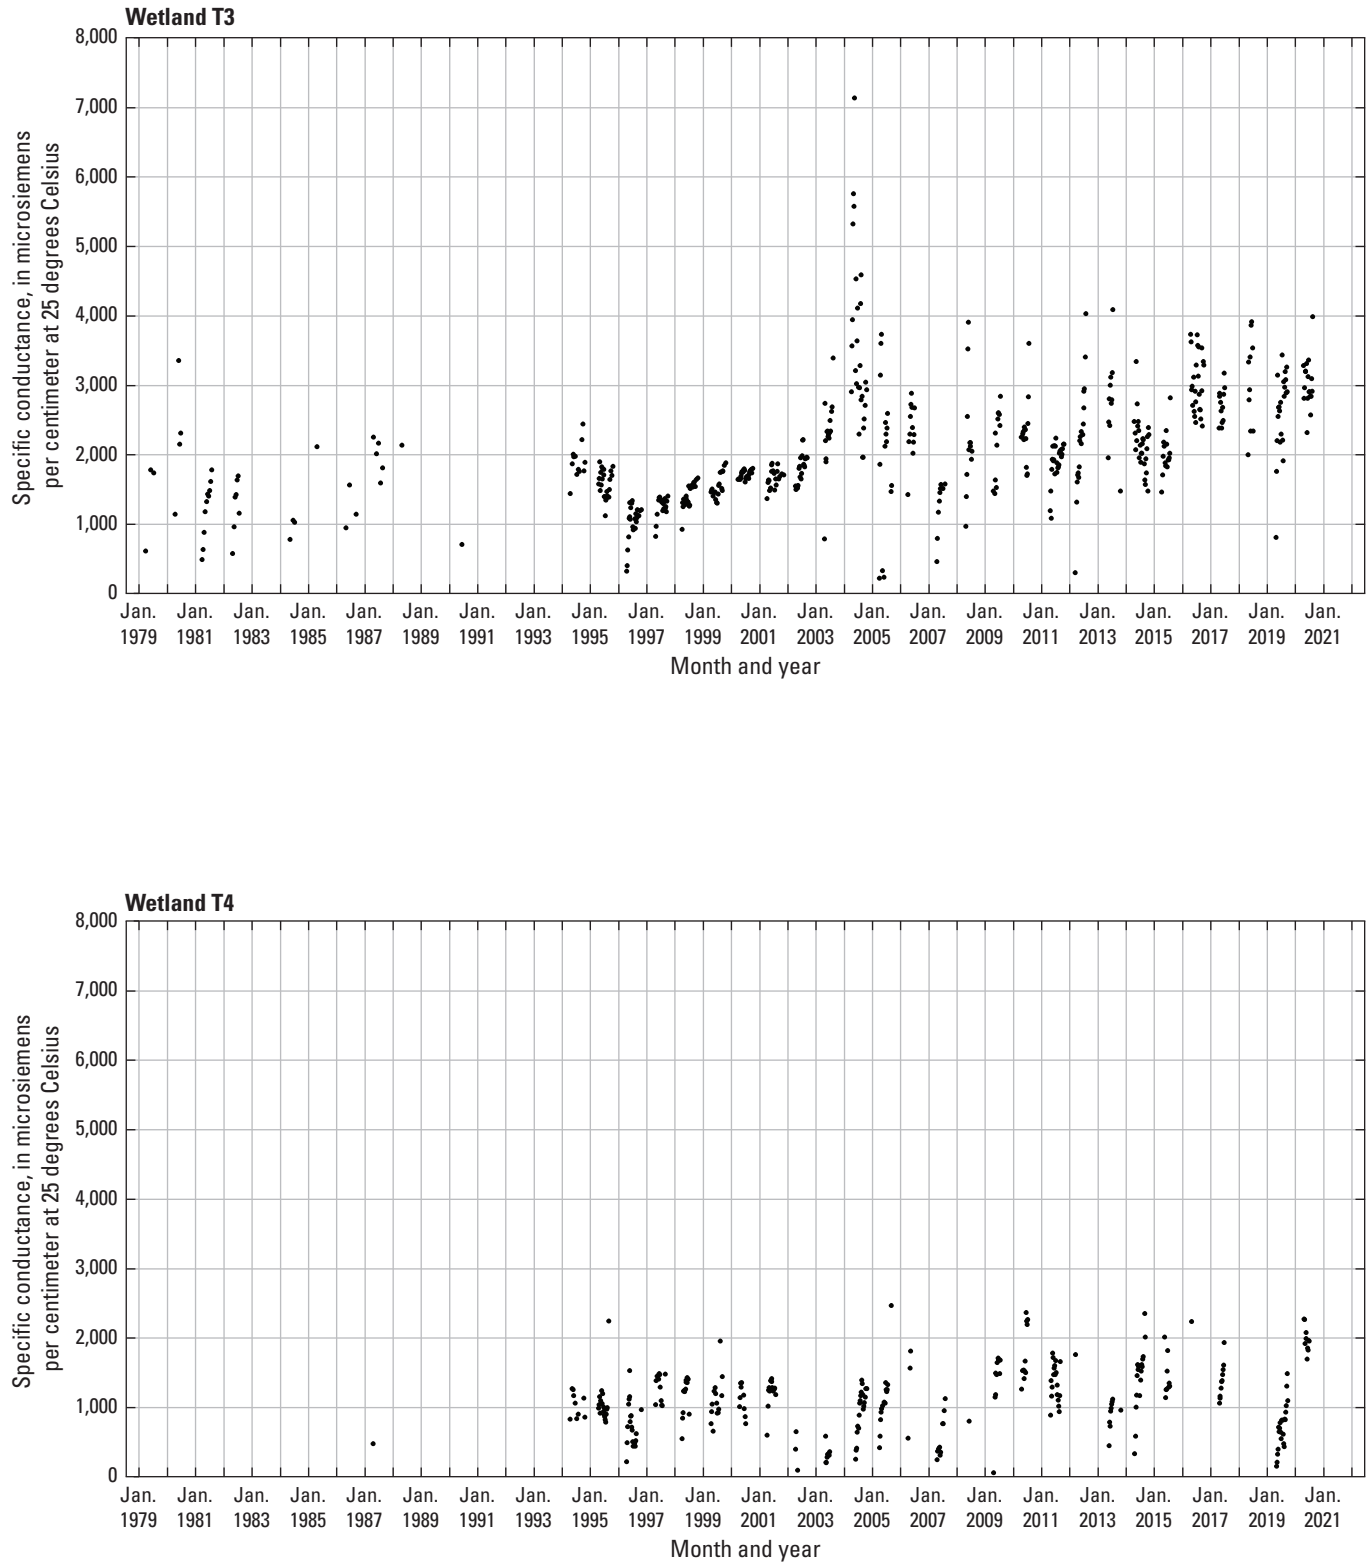 Wetland T3
8,000
7,000
6,000
5,000
4,000
3,000
2,000
1,000
0
Specific conductance, in microsiemens
per centimeter at 25 degrees Celsius
Jan. Jan. Jan. Jan. Jan. Jan. Jan. Jan. Jan. Jan. Jan. Jan. Jan. Jan. Jan. Jan. Jan. Jan. Jan. Jan. Jan. Jan.
1979 1981 1983 1985 1987 1989 1991 1993 1995 1997 1999 2001 2003 2005 2007 2009 2011 2013 2015 2017 2019 2021
Month and year
Wetland T4
8,000
7,000
6,000
5,000
4,000
3,000
2,000
1,000
0
Specific conductance, in microsiemens
per centimeter at 25 degrees Celsius
Jan. Jan. Jan. Jan. Jan. Jan. Jan. Jan. Jan. Jan. Jan. Jan. Jan. Jan. Jan. Jan. Jan. Jan. Jan. Jan. Jan. Jan.
1979 1981 1983 1985 1987 1989 1991 1993 1995 1997 1999 2001 2003 2005 2007 2009 2011 2013 2015 2017 2019 2021
Month and year